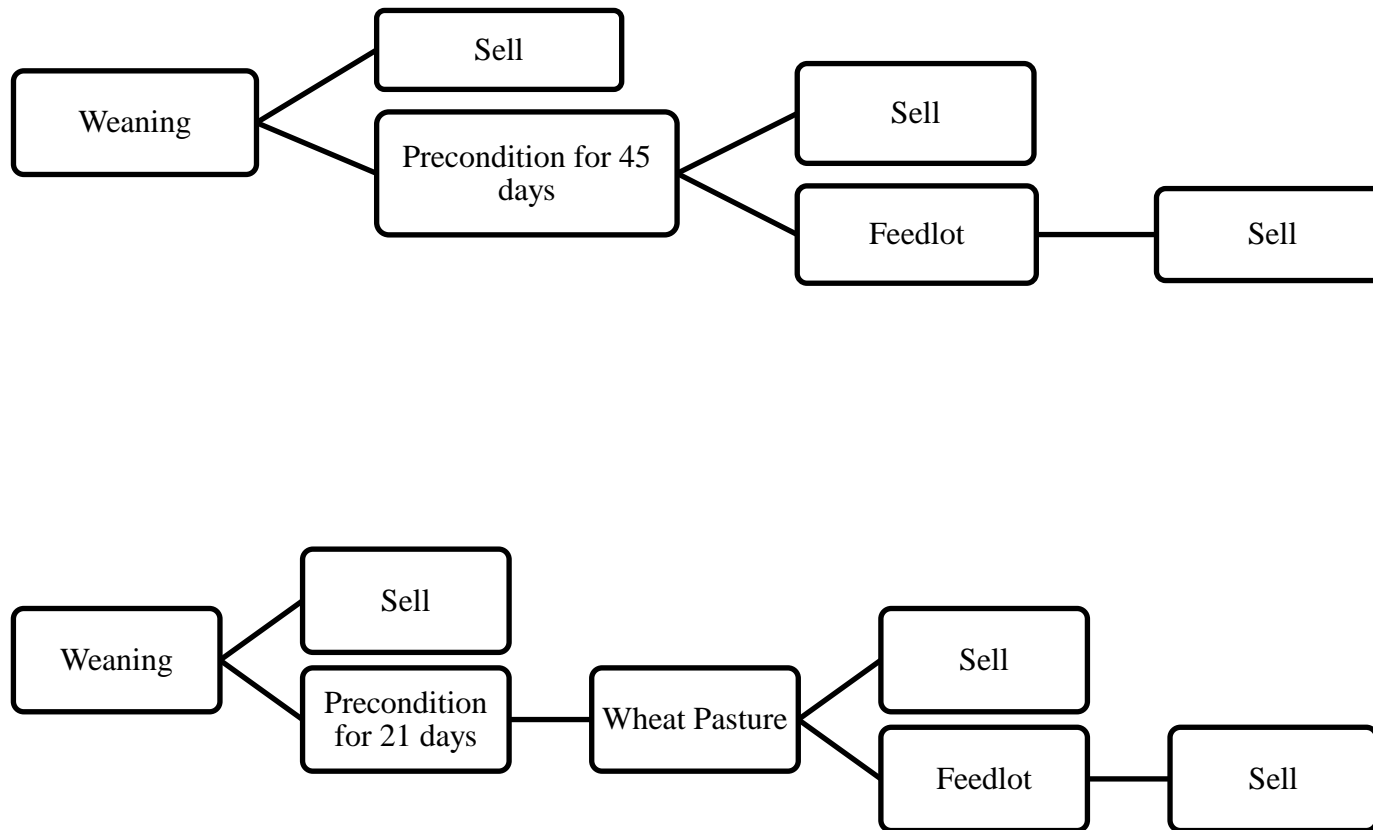 Sell
Weaning
Sell
Precondition for 45
days
Feedlot
Sell
Sell
Weaning
Sell
Precondition
for 21 days
Wheat Pasture
Feedlot
Sell